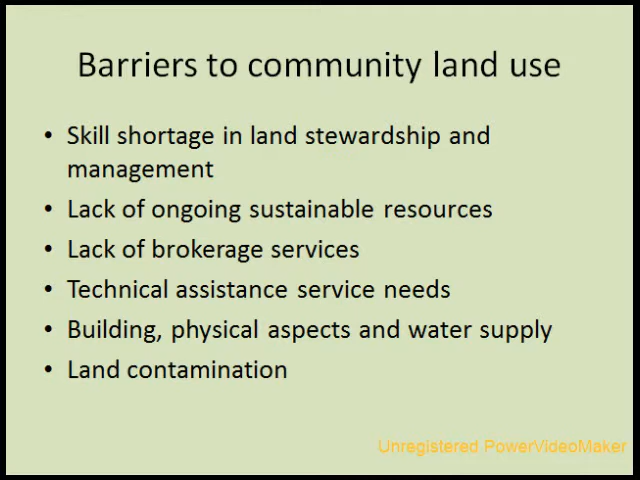 Barriers to community land use
• Skill shortage in land stewardship and
management
• Lack of ongoing sustainable resources
• Lack of brokerage services
• Technical assistance service needs
• Building, physical aspects and water supply
• Land contamination
Unregistered PowerVideoMaker